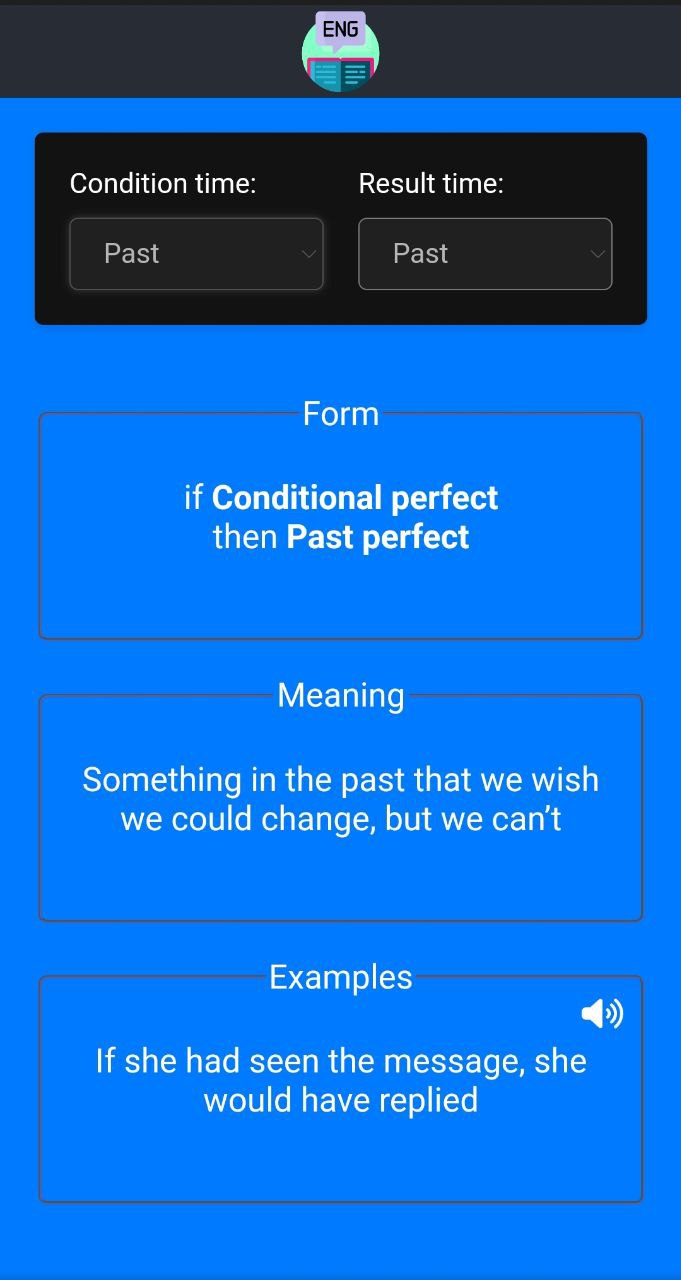 ENG
Condition time:
Result time:
Past
Past
Form
if Conditional perfect
then Past perfect
Meaning
Something in the past that we wish
we could change, but we can’t
Examples
If she had seen the message, she
would have replied